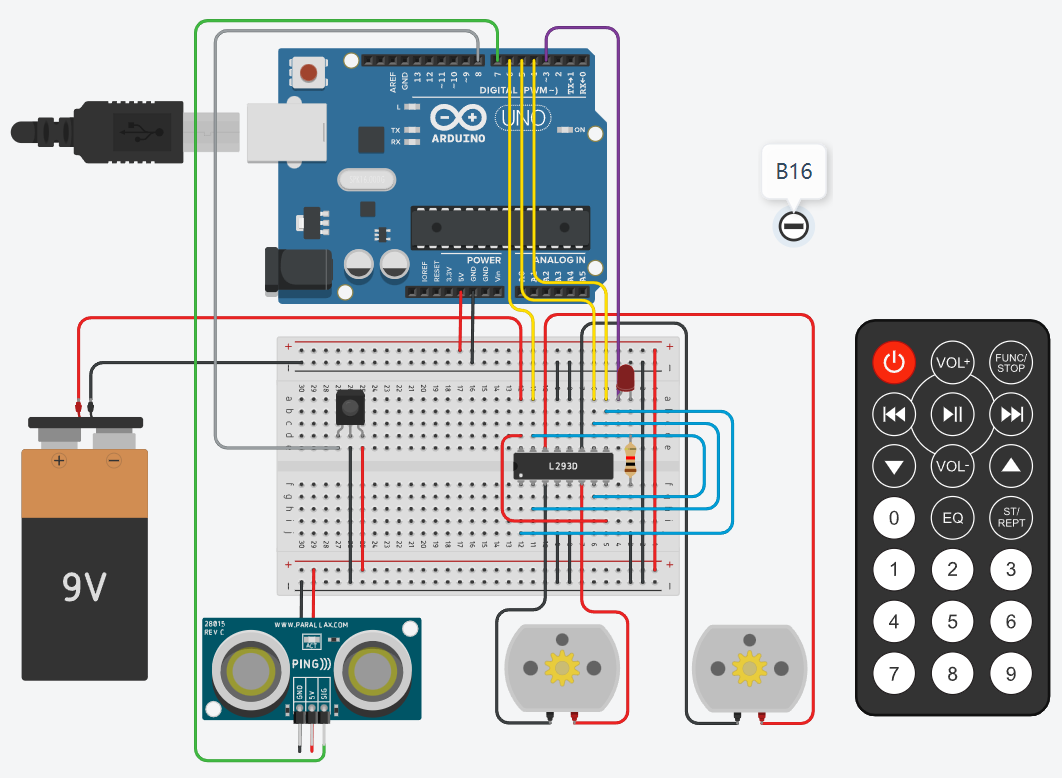 B16
AREF
GND
13
12
~11
~10
~9
8
7
~3
2
TX→1
RX←0
DIGITAL (PWM~)
L
TX
RX
ARDUINO
UNO
ON
IOREF
RESET
3.3V
5V
GND
GND
Vin
POWER
ANALOG IN
A0
A1
A2
A3
A4
A5
VOL+
FUNC/
STOP
VOL-
0
EQ
ST/
REPT
1
2
3
4
5
6
7
8
9
L293D
+
−
9V
28015
REV C
WWW.PARALLAX.COM
ACT
PING)))
GND
5V
SIG